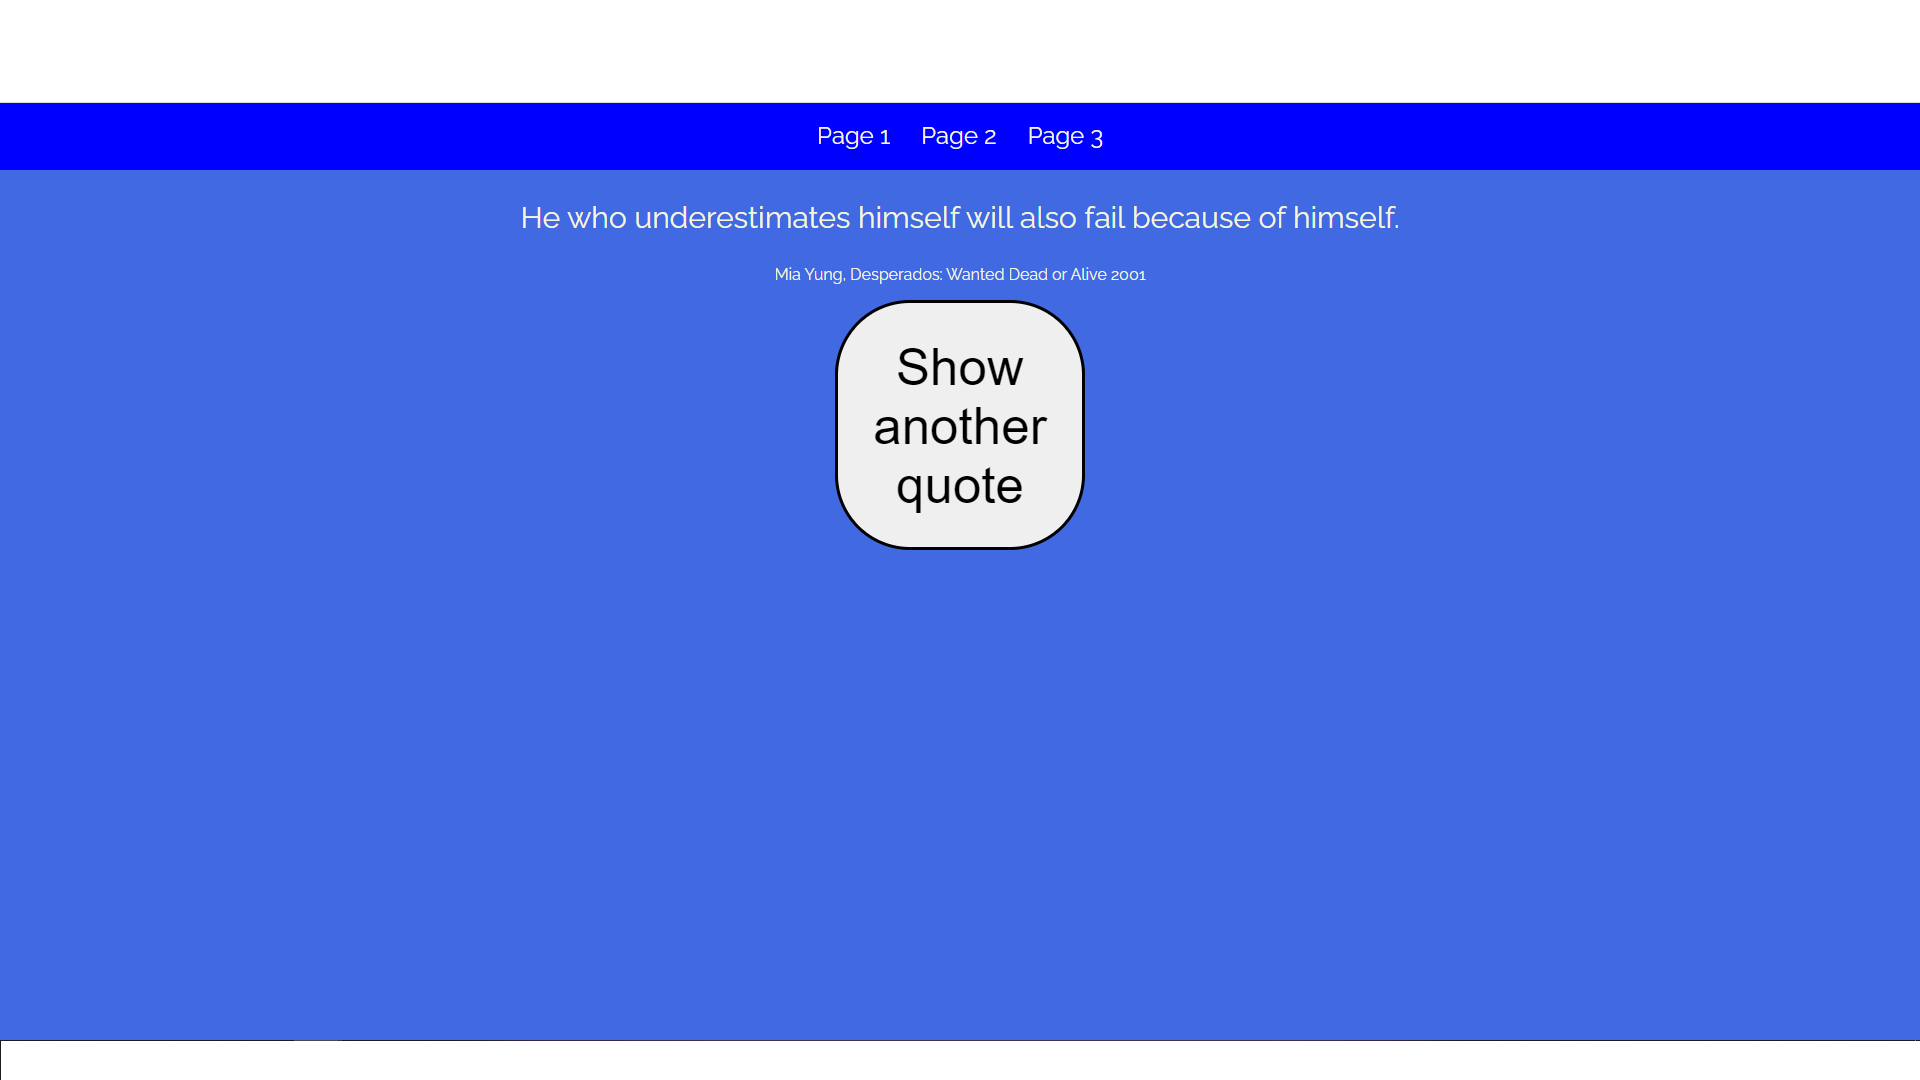 Page 1 Page 2 Page 3
He who underestimates himself will also fail because of himself.
Mia Yung, Desperados: Wanted Dead or Alive 2001
Show
another
quote